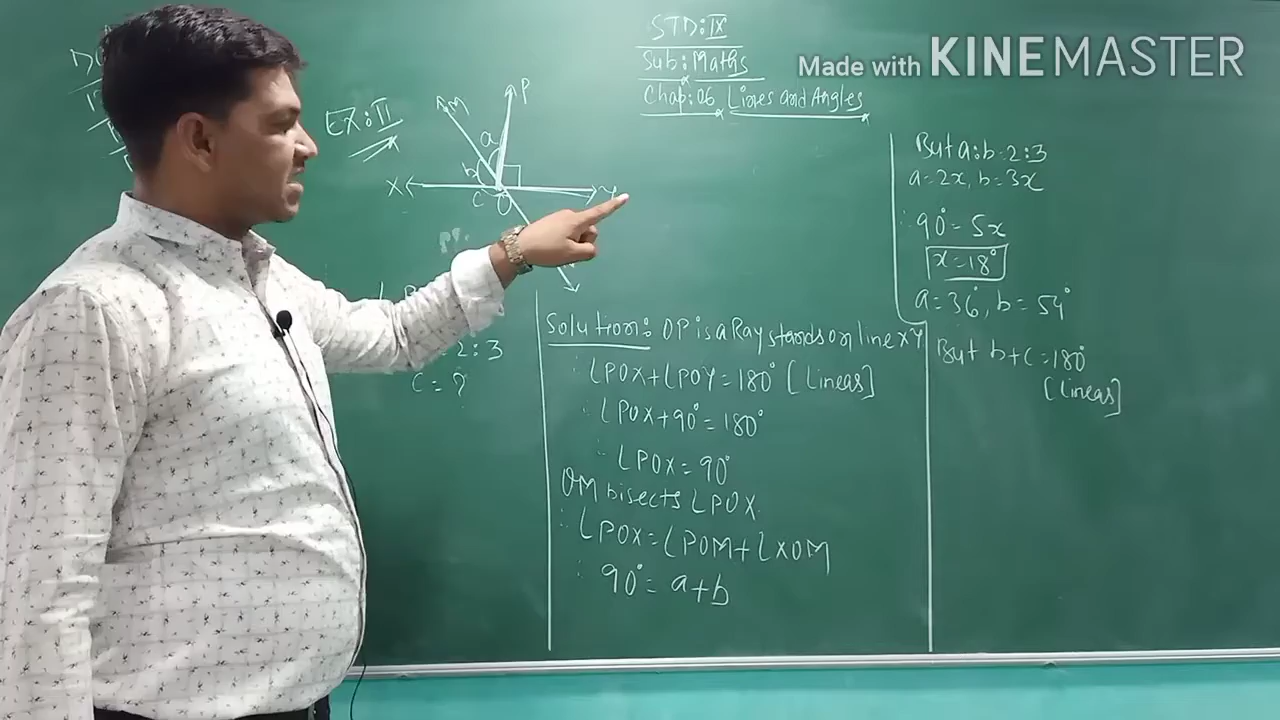 STD: IX
Sub: Maths
Chap: 06 Lines and Angles
Made with KINEMASTER
EX: II
M
P
a
b
X
Y
C
O
= 2 : 3
C = ?
Solution: OP is a Ray stands on line XY
∴ ∠POX + ∠POY = 180° [Linear]
∴ ∠POX + 90° = 180°
∴ ∠POX = 90°
OM bisects ∠POX.
∴ ∠POX = ∠POM + ∠XOM
∴ 90° = a + b
But a : b = 2 : 3
a = 2x, b = 3x
∴ 90° = 5x
x = 18°
a = 36°, b = 54°
But b + c = 180°
[Linear]